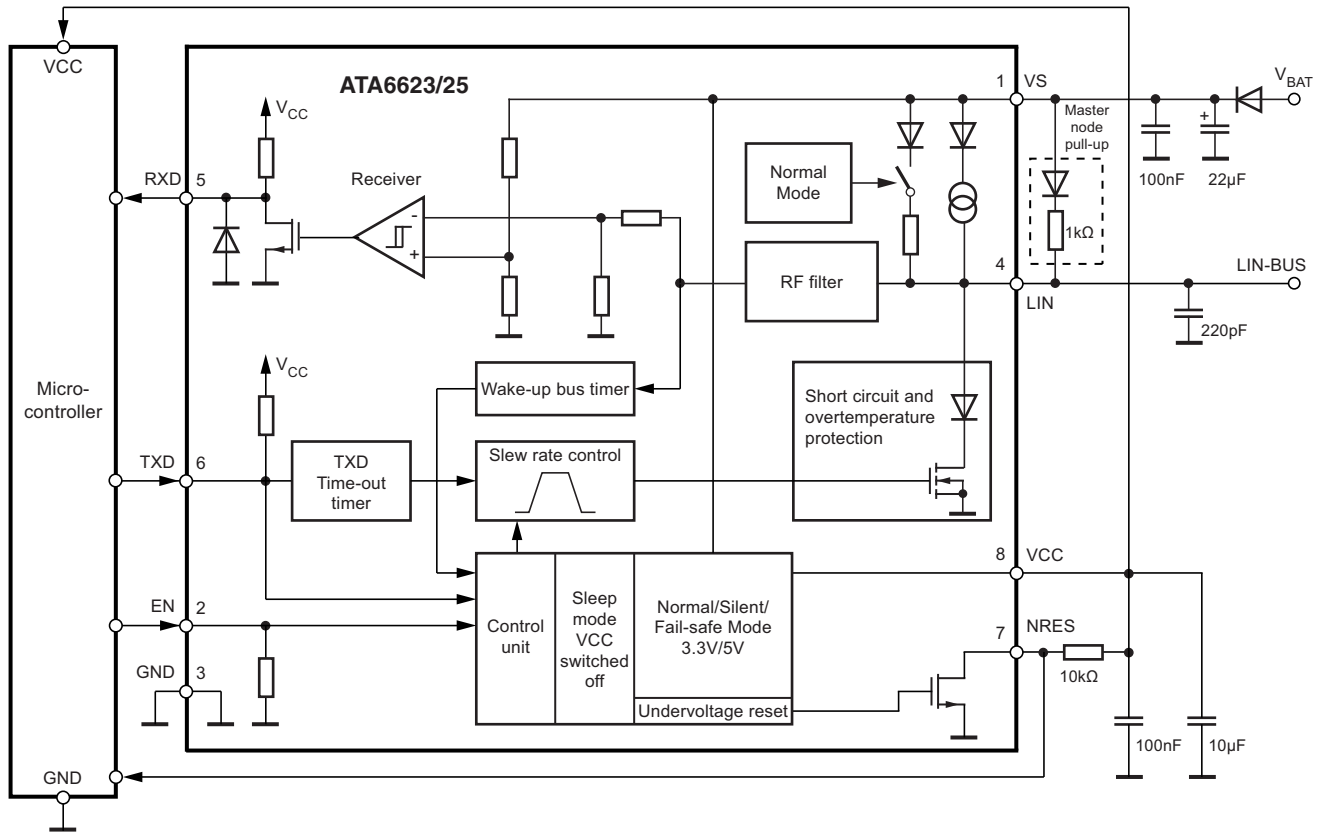 VCC
ATA6623/25
1
VS
VBAT
Master
node
pull-up
VCC
100nF
+
22µF
RXD
5
Receiver
-
+
Normal
Mode
1kΩ
4
LIN
LIN-BUS
RF filter
220pF
VCC
Micro-
controller
Wake-up bus timer
Short circuit and
overtemperature
protection
TXD
6
TXD
Time-out
timer
Slew rate control
8
VCC
EN
2
Control
unit
Sleep
mode
VCC
switched
off
Normal/Silent/
Fail-safe Mode
3.3V/5V
7
NRES
10kΩ
GND
3
Undervoltage reset
100nF
10µF
GND